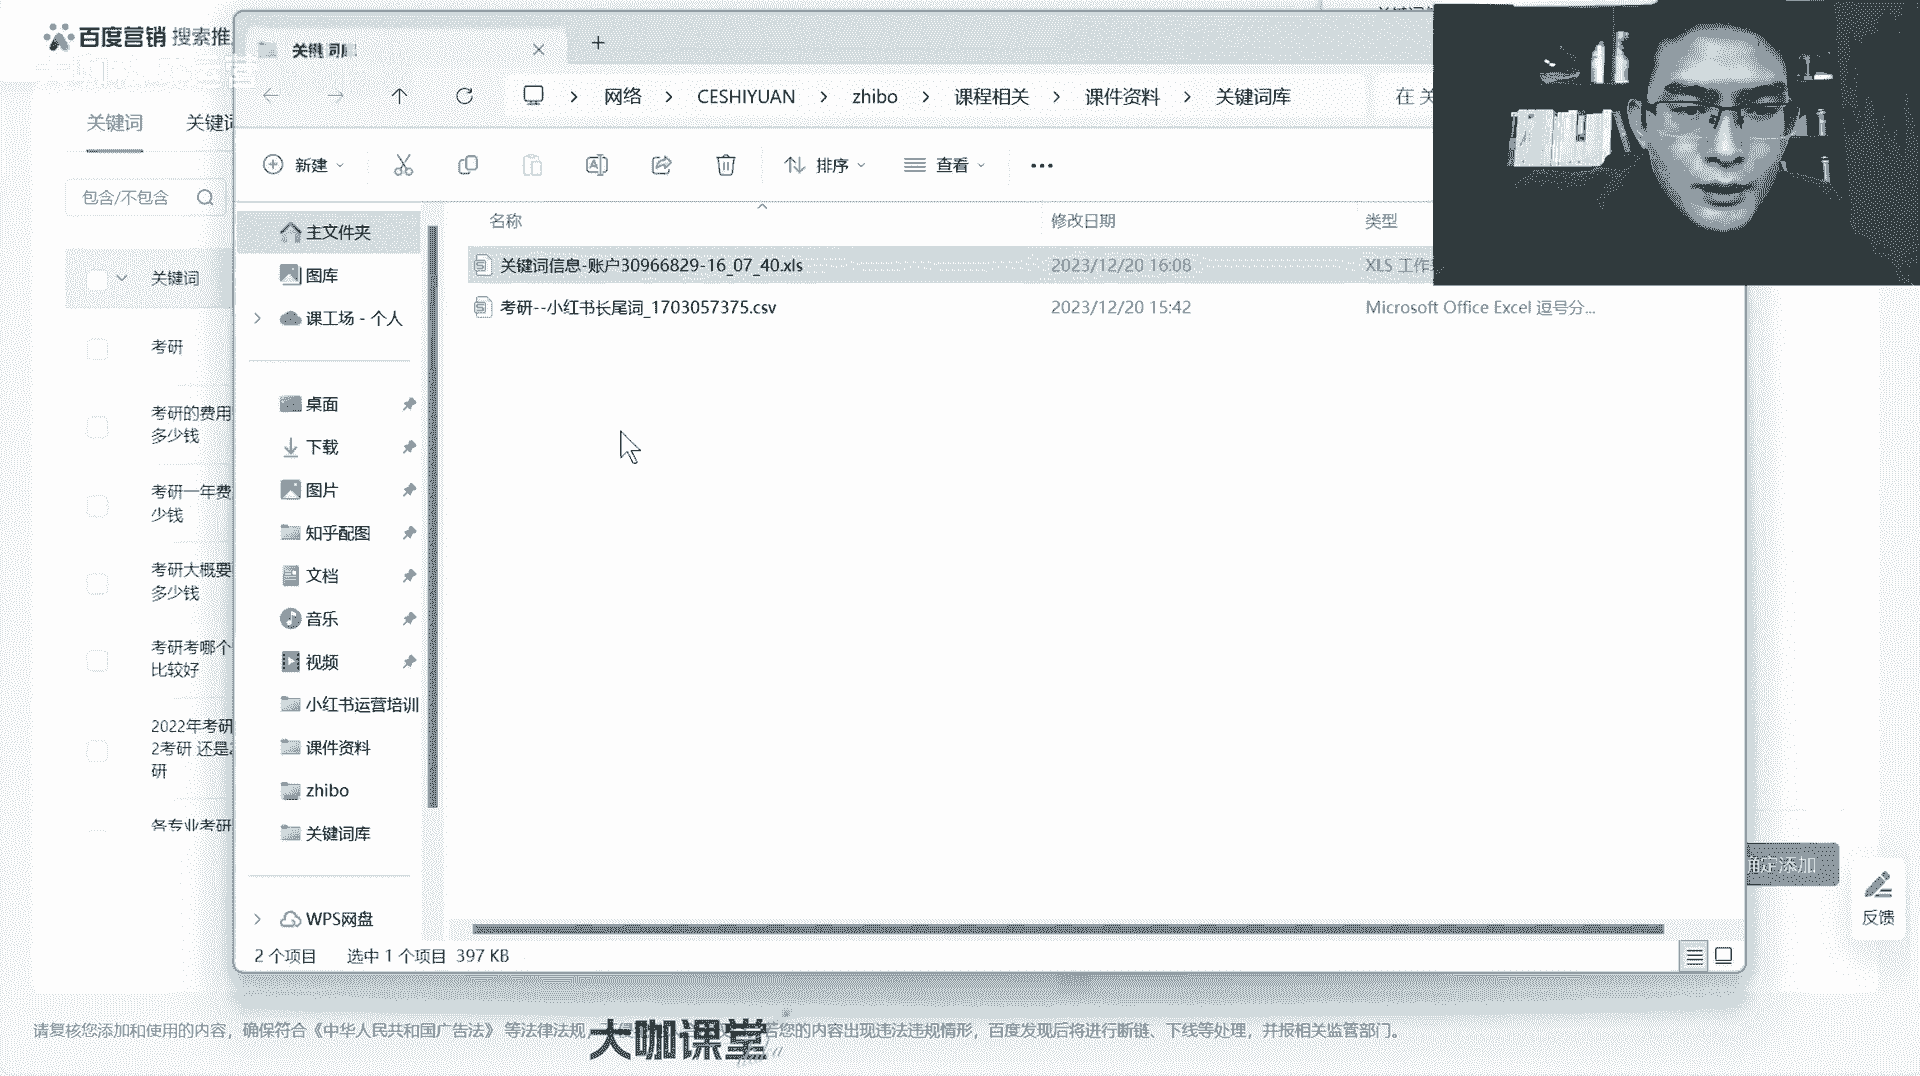 百度营销 搜索推
关键词
关键词
包含/不包含
关键词
考研
考研的费用
多少钱
考研一年费
少钱
考研大概要
多少钱
考研考哪个
比较好
2022年考研
2考研 还是2
研
各专业考研
网络 > CESHIYUAN > zhibo > 课程相关 > 课件资料 > 关键词库
在 关
新建
排序
查看
主文件夹
图库
课工场 - 个人
桌面
下载
图片
知乎配图
文档
音乐
视频
小红书运营培训
课件资料
zhibo
关键词库
WPS网盘
名称 修改日期 类型
关键词信息-账户30966829-16_07_40.xls 2023/12/20 16:08 XLS 工作
考研--小红书长尾词_1703057375.csv 2023/12/20 15:42 Microsoft Office Excel 逗号分...
2 个项目 选中 1 个项目 397 KB
确定添加
反馈
请复核您添加和使用的内容，确保符合《中华人民共和国广告法》 等法律法规，
若您的内容出现违法违规情形，百度发现后将进行断链、下线等处理，并报相关监管部门。
大咖课堂